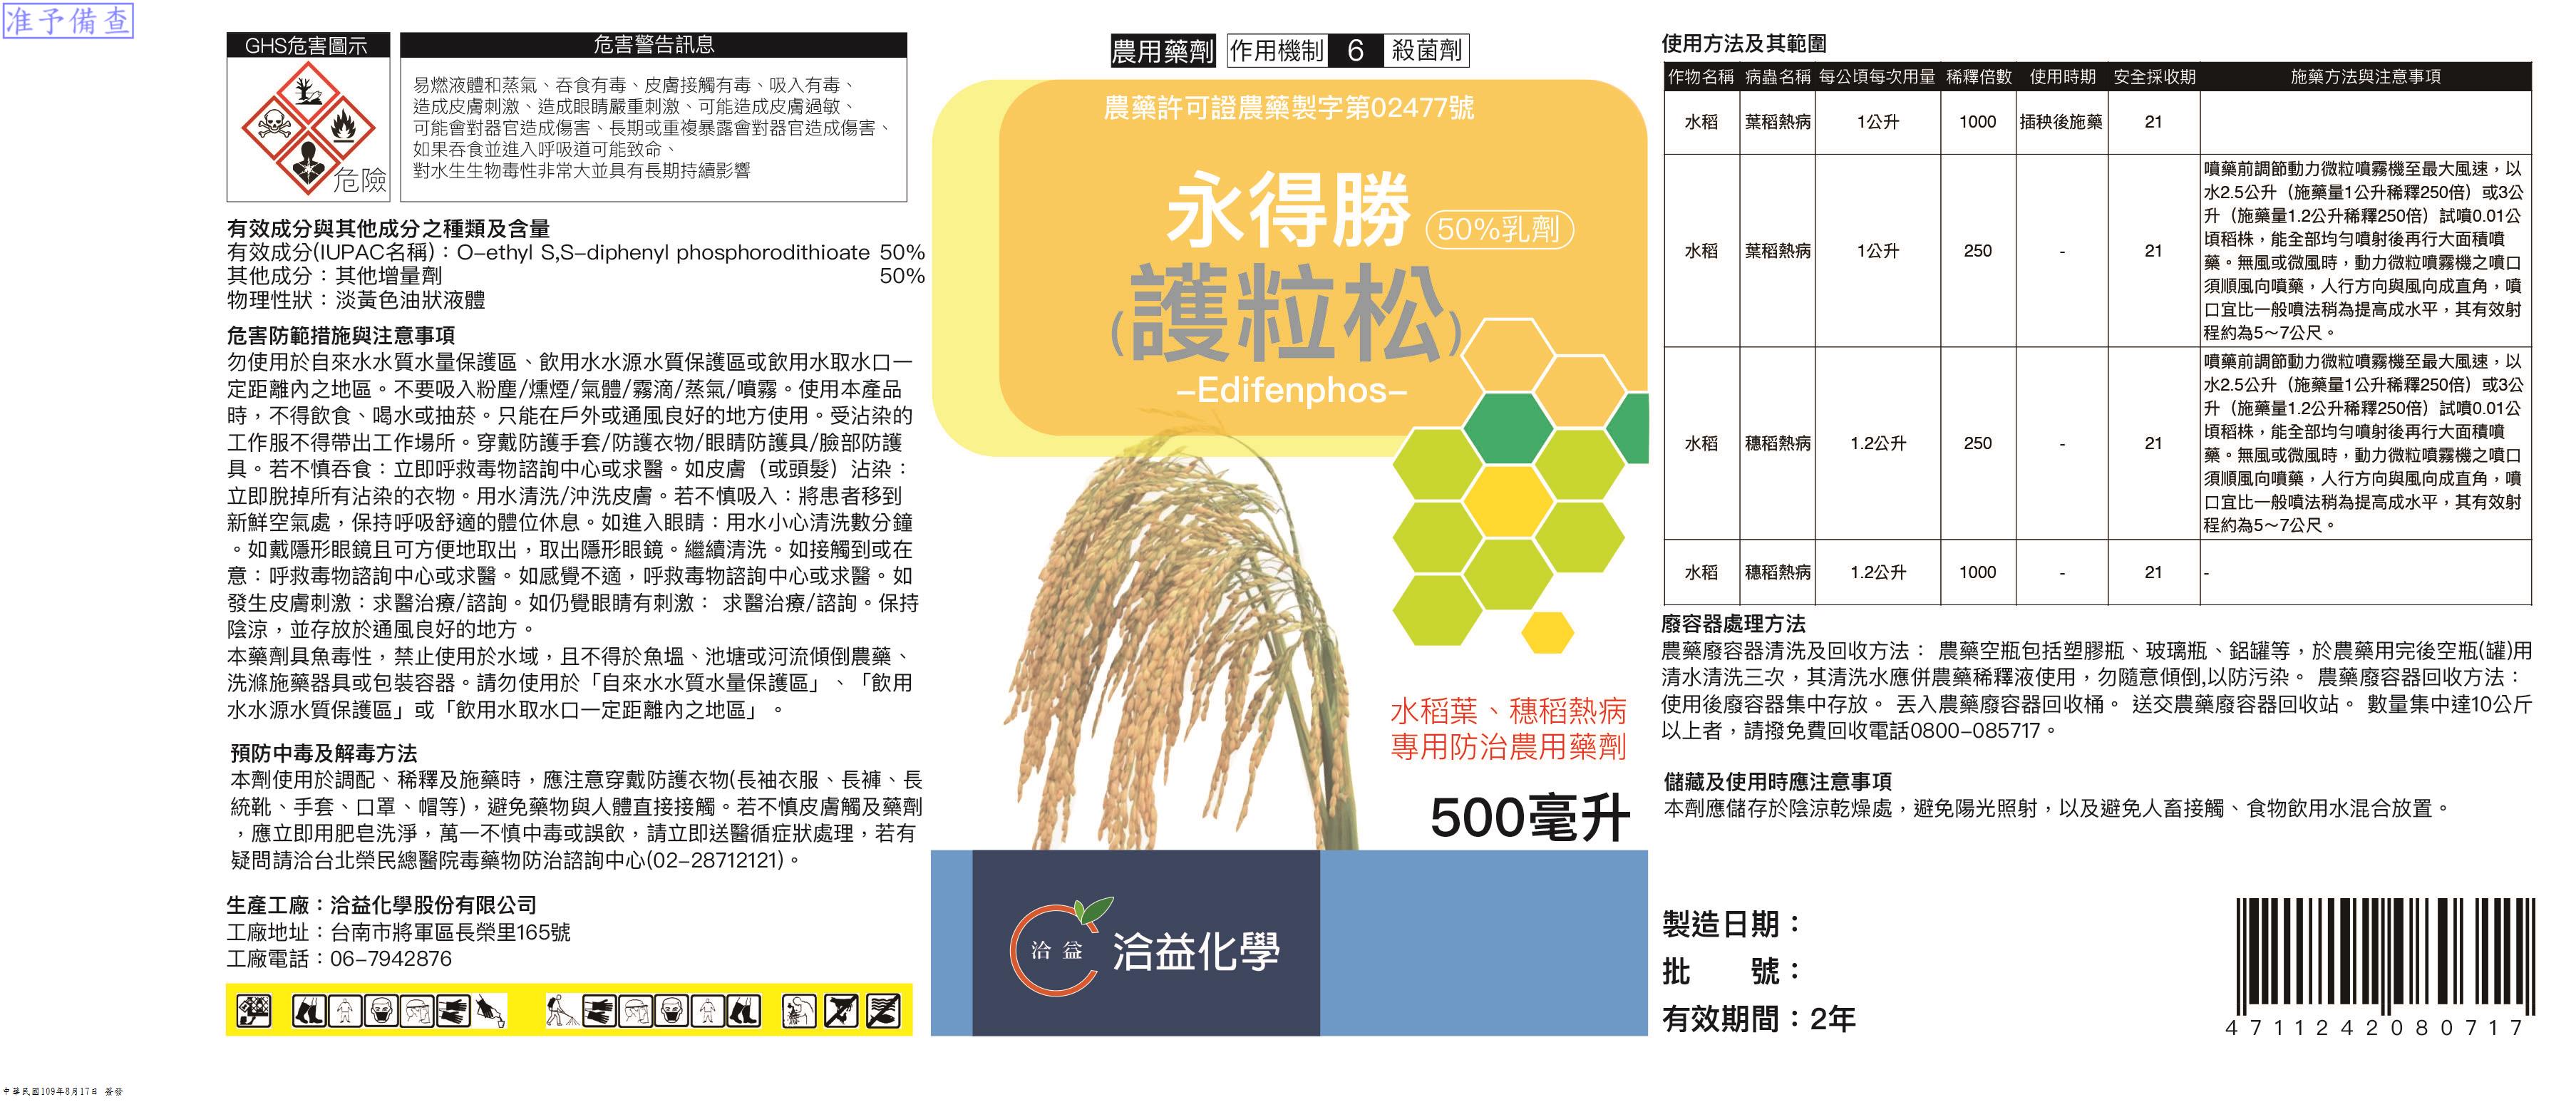 准予備查
GHS危害圖示
危險
危害警告訊息
易燃液體和蒸氣、吞食有毒、皮膚接觸有毒、吸入有毒、
造成皮膚刺激、造成眼睛嚴重刺激、可能造成皮膚過敏、
可能會對器官造成傷害、長期或重複暴露會對器官造成傷害、
如果吞食並進入呼吸道可能致命、
對水生生物毒性非常大並具有長期持續影響
有效成分與其他成分之種類及含量
有效成分(IUPAC名稱)：O-ethyl S,S-diphenyl phosphorodithioate 50%
其他成分：其他增量劑 50%
物理性狀：淡黃色油狀液體
危害防範措施與注意事項
勿使用於自來水水質水量保護區、飲用水水源水質保護區或飲用水取水口一
定距離內之地區。不要吸入粉塵/燻煙/氣體/霧滴/蒸氣/噴霧。使用本產品
時，不得飲食、喝水或抽菸。只能在戶外或通風良好的地方使用。受沾染的
工作服不得帶出工作場所。穿戴防護手套/防護衣物/眼睛防護具/臉部防護
具。若不慎吞食：立即呼救毒物諮詢中心或求醫。如皮膚（或頭髮）沾染：
立即脫掉所有沾染的衣物。用水清洗/沖洗皮膚。若不慎吸入：將患者移到
新鮮空氣處，保持呼吸舒適的體位休息。如進入眼睛：用水小心清洗數分鐘
。如戴隱形眼鏡且可方便地取出，取出隱形眼鏡。繼續清洗。如接觸到或在
意：呼救毒物諮詢中心或求醫。如感覺不適，呼救毒物諮詢中心或求醫。如
發生皮膚刺激：求醫治療/諮詢。如仍覺眼睛有刺激： 求醫治療/諮詢。保持
陰涼，並存放於通風良好的地方。
本藥劑具魚毒性，禁止使用於水域，且不得於魚塭、池塘或河流傾倒農藥、
洗滌施藥器具或包裝容器。請勿使用於「自來水水質水量保護區」、「飲用
水水源水質保護區」或「飲用水取水口一定距離內之地區」。
預防中毒及解毒方法
本劑使用於調配、稀釋及施藥時，應注意穿戴防護衣物(長袖衣服、長褲、長
統靴、手套、口罩、帽等)，避免藥物與人體直接接觸。若不慎皮膚觸及藥劑
，應立即用肥皂洗淨，萬一不慎中毒或誤飲，請立即送醫循症狀處理，若有
疑問請洽台北榮民總醫院毒藥物防治諮詢中心(02-28712121)。
生產工廠：洽益化學股份有限公司
工廠地址：台南市將軍區長榮里165號
工廠電話：06-7942876
中華民國109年8月17日 簽發
農用藥劑 作用機制 6 殺菌劑
農藥許可證農藥製字第02477號
永得勝 50%乳劑
(護粒松)
-Edifenphos-
水稻葉、穗稻熱病
專用防治農用藥劑
500毫升
洽益 洽益化學
使用方法及其範圍
作物名稱 病蟲名稱 每公頃每次用量 稀釋倍數 使用時期 安全採收期 施藥方法與注意事項
水稻 葉稻熱病 1公升 1000 插秧後施藥 21
水稻 葉稻熱病 1公升 250 - 21
噴藥前調節動力微粒噴霧機至最大風速，以
水2.5公升（施藥量1公升稀釋250倍）或3公
升（施藥量1.2公升稀釋250倍）試噴0.01公
頃稻株，能全部均勻噴射後再行大面積噴
藥。無風或微風時，動力微粒噴霧機之噴口
須順風向噴藥，人行方向與風向成直角，噴
口宜比一般噴法稍為提高成水平，其有效射
程約為5～7公尺。
水稻 穗稻熱病 1.2公升 250 - 21
噴藥前調節動力微粒噴霧機至最大風速，以
水2.5公升（施藥量1公升稀釋250倍）或3公
升（施藥量1.2公升稀釋250倍）試噴0.01公
頃稻株，能全部均勻噴射後再行大面積噴
藥。無風或微風時，動力微粒噴霧機之噴口
須順風向噴藥，人行方向與風向成直角，噴
口宜比一般噴法稍為提高成水平，其有效射
程約為5～7公尺。
水稻 穗稻熱病 1.2公升 1000 - 21 -
廢容器處理方法
農藥廢容器清洗及回收方法： 農藥空瓶包括塑膠瓶、玻璃瓶、鋁罐等，於農藥用完後空瓶(罐)用
清水清洗三次，其清洗水應併農藥稀釋液使用，勿隨意傾倒,以防污染。 農藥廢容器回收方法：
使用後廢容器集中存放。 丟入農藥廢容器回收桶。 送交農藥廢容器回收站。 數量集中達10公斤
以上者，請撥免費回收電話0800-085717。
儲藏及使用時應注意事項
本劑應儲存於陰涼乾燥處，避免陽光照射，以及避免人畜接觸、食物飲用水混合放置。
製造日期：
批 號：
有效期間：2年
4711242080717